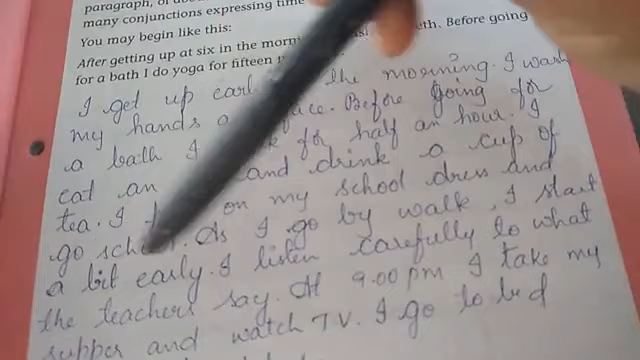 paragraph, or
many conjunctions expressing time
You may begin like this:
After getting up at six in the morn eth. Before going
for a bath I do yoga for fifteen
I get up earl the morning. I wash
my hands a face. Before going for
a bath I for half an hour. I
eat an and drink a cup of
tea. I on my school dress and
go school. As I go by walk, I start
a bit early. I listen carefully to what
the teachers say. At 9.00 pm I take my
supper and watch TV. I go to bed